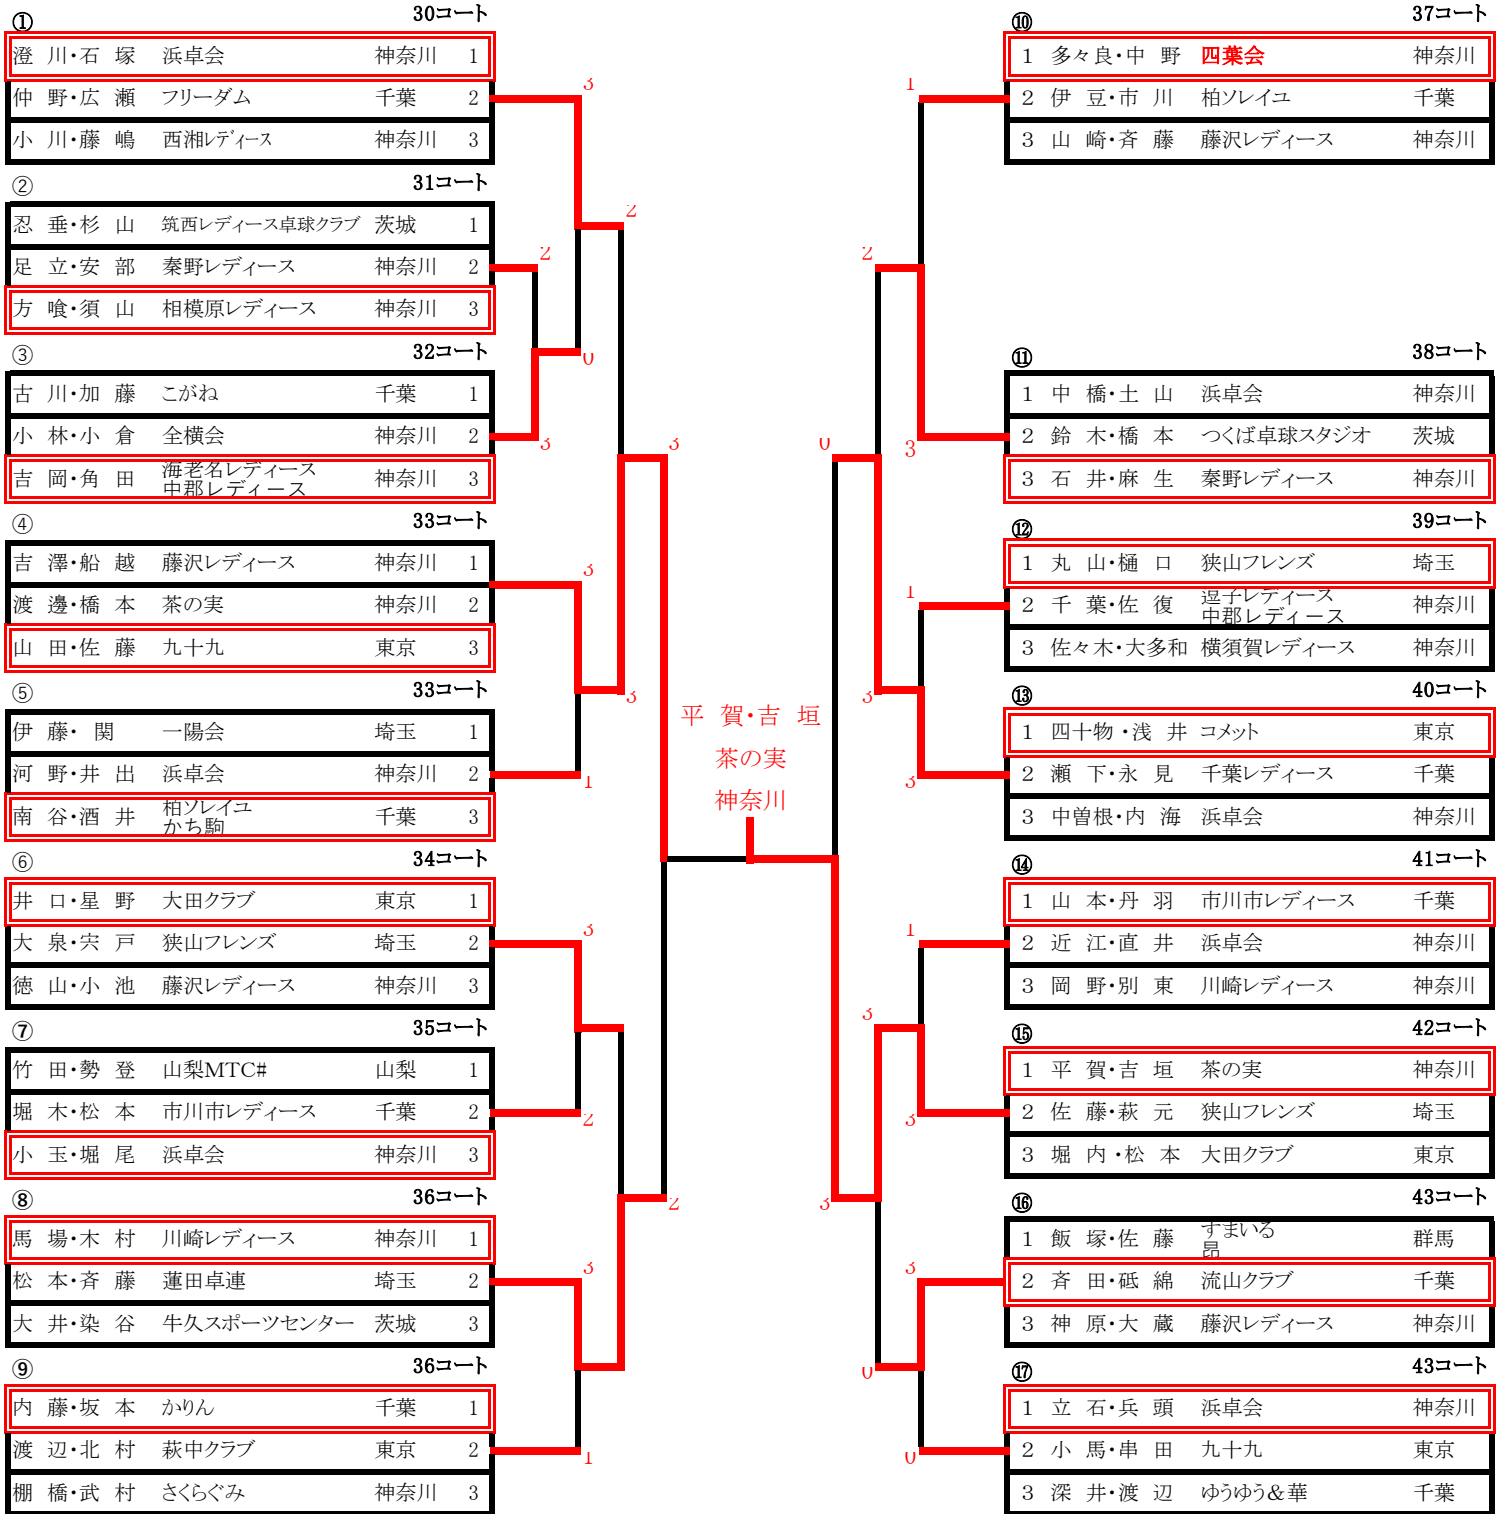 ① 30コート
澄 川・石 塚 浜卓会 神奈川 1
仲 野・広 瀬 フリーダム 千葉 2
小 川・藤 嶋 西湘レディース 神奈川 3
② 31コート
忍 垂・杉 山 筑西レディース卓球クラブ 茨城 1
足 立・安 部 秦野レディース 神奈川 2
方 喰・須 山 相模原レディース 神奈川 3
③ 32コート
古 川・加 藤 こがね 千葉 1
小 林・小 倉 全横会 神奈川 2
吉 岡・角 田 海老名レディース 中郡レディース 神奈川 3
④ 33コート
吉 澤・船 越 藤沢レディース 神奈川 1
渡 邊・橋 本 茶の実 神奈川 2
山 田・佐 藤 九十九 東京 3
⑤ 33コート
伊 藤・ 関 一陽会 埼玉 1
河 野・井 出 浜卓会 神奈川 2
南 谷・酒 井 柏ソレイユ かち駒 千葉 3
⑥ 34コート
井 口・星 野 大田クラブ 東京 1
大 泉・宍 戸 狭山フレンズ 埼玉 2
徳 山・小 池 藤沢レディース 神奈川 3
⑦ 35コート
竹 田・勢 登 山梨MTC# 山梨 1
堀 木・松 本 市川市レディース 千葉 2
小 玉・堀 尾 浜卓会 神奈川 3
⑧ 36コート
馬 場・木 村 川崎レディース 神奈川 1
松 本・斉 藤 蓮田卓連 埼玉 2
大 井・染 谷 牛久スポーツセンター 茨城 3
⑨ 36コート
内 藤・坂 本 かりん 千葉 1
渡 辺・北 村 萩中クラブ 東京 2
棚 橋・武 村 さくらぐみ 神奈川 3
3
2
2
0
3
3
3
3
1
3
2
2
3
1
平 賀・吉 垣
茶の実
神奈川
1
2
3
0
1
3
3
1
3
3
3
3
0
0
⑩ 37コート
1 多々良・中 野 四葉会 神奈川
2 伊 豆・市 川 柏ソレイユ 千葉
3 山 崎・斉 藤 藤沢レディース 神奈川
⑪ 38コート
1 中 橋・土 山 浜卓会 神奈川
2 鈴 木・橋 本 つくば卓球スタジオ 茨城
3 石 井・麻 生 秦野レディース 神奈川
⑫ 39コート
1 丸 山・樋 口 狭山フレンズ 埼玉
2 千 葉・佐 復 逗子レディース 中郡レディース 神奈川
3 佐々木・大多和 横須賀レディース 神奈川
⑬ 40コート
1 四十物・浅 井 コメット 東京
2 瀬 下・永 見 千葉レディース 千葉
3 中曽根・内 海 浜卓会 神奈川
⑭ 41コート
1 山 本・丹 羽 市川市レディース 千葉
2 近 江・直 井 浜卓会 神奈川
3 岡 野・別 東 川崎レディース 神奈川
⑮ 42コート
1 平 賀・吉 垣 茶の実 神奈川
2 佐 藤・萩 元 狭山フレンズ 埼玉
3 堀 内・松 本 大田クラブ 東京
⑯ 43コート
1 飯 塚・佐 藤 すまいる 昴 群馬
2 斉 田・砥 綿 流山クラブ 千葉
3 神 原・大 蔵 藤沢レディース 神奈川
⑰ 43コート
1 立 石・兵 頭 浜卓会 神奈川
2 小 馬・串 田 九十九 東京
3 深 井・渡 辺 ゆうゆう&華 千葉